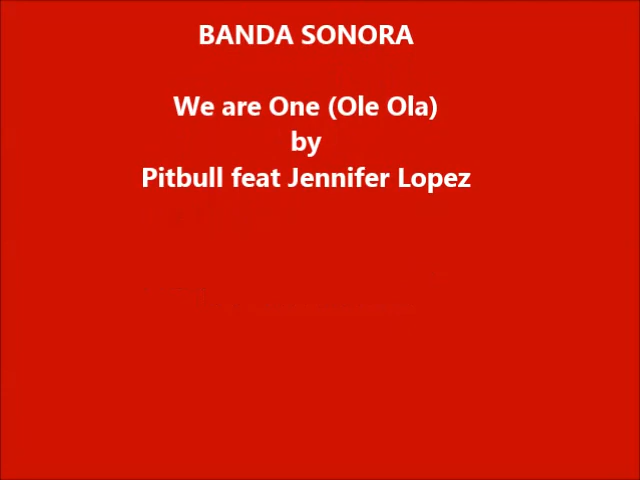 BANDA SONORA
We are One (Ole Ola)
by
Pitbull feat Jennifer Lopez